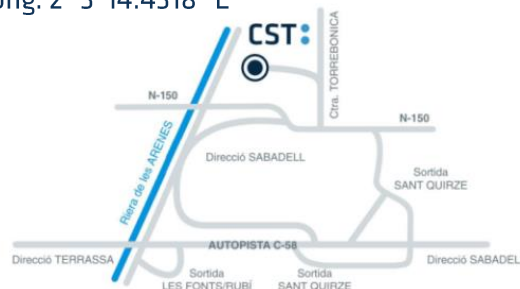 ong. 2° 3' 14.4318" E
CST:
Ctra. TORREBONICA
N-150
N-150
Riera de les ARENES
Direcció SABADELL
Sortida
SANT QUIRZE
AUTOPISTA C-58
Direcció TERRASSA
Direcció SABADEL
Sortida
LES FONTS/RUBÍ
Sortida
SANT QUIRZE